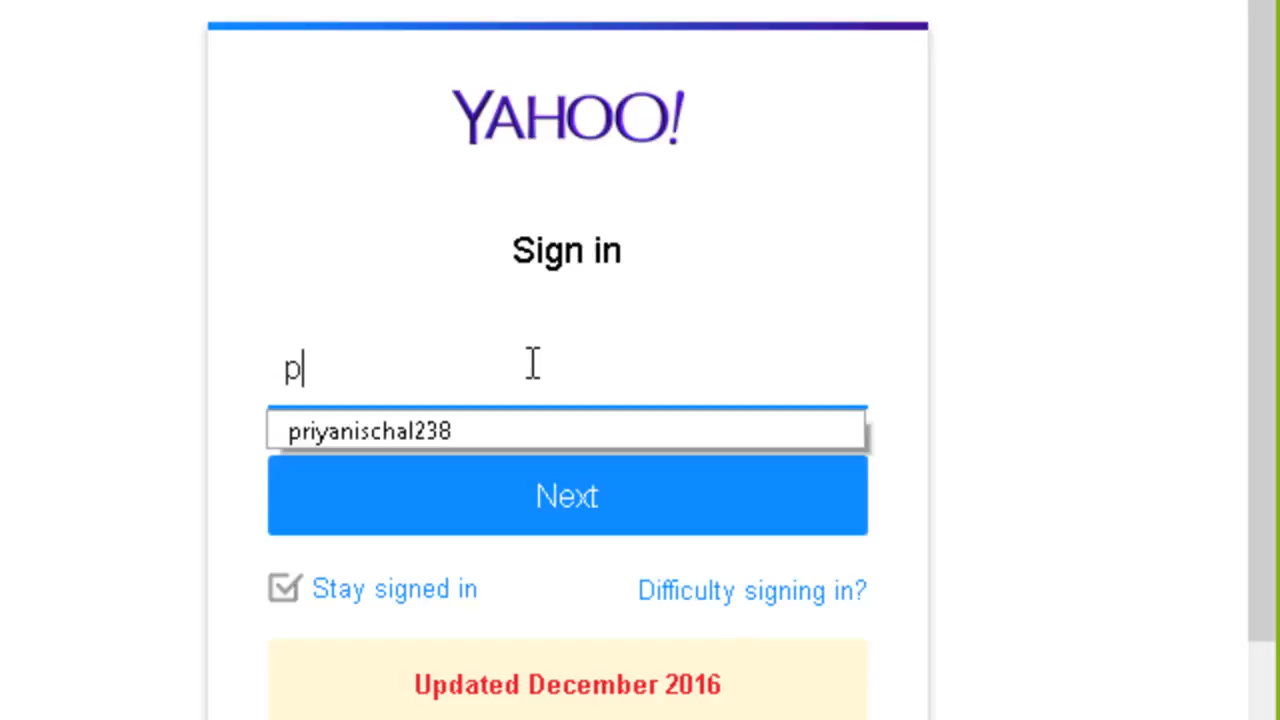 YAHOO!
Sign in
p
priyanischal238
Next
Stay signed in
Difficulty signing in?
Updated December 2016